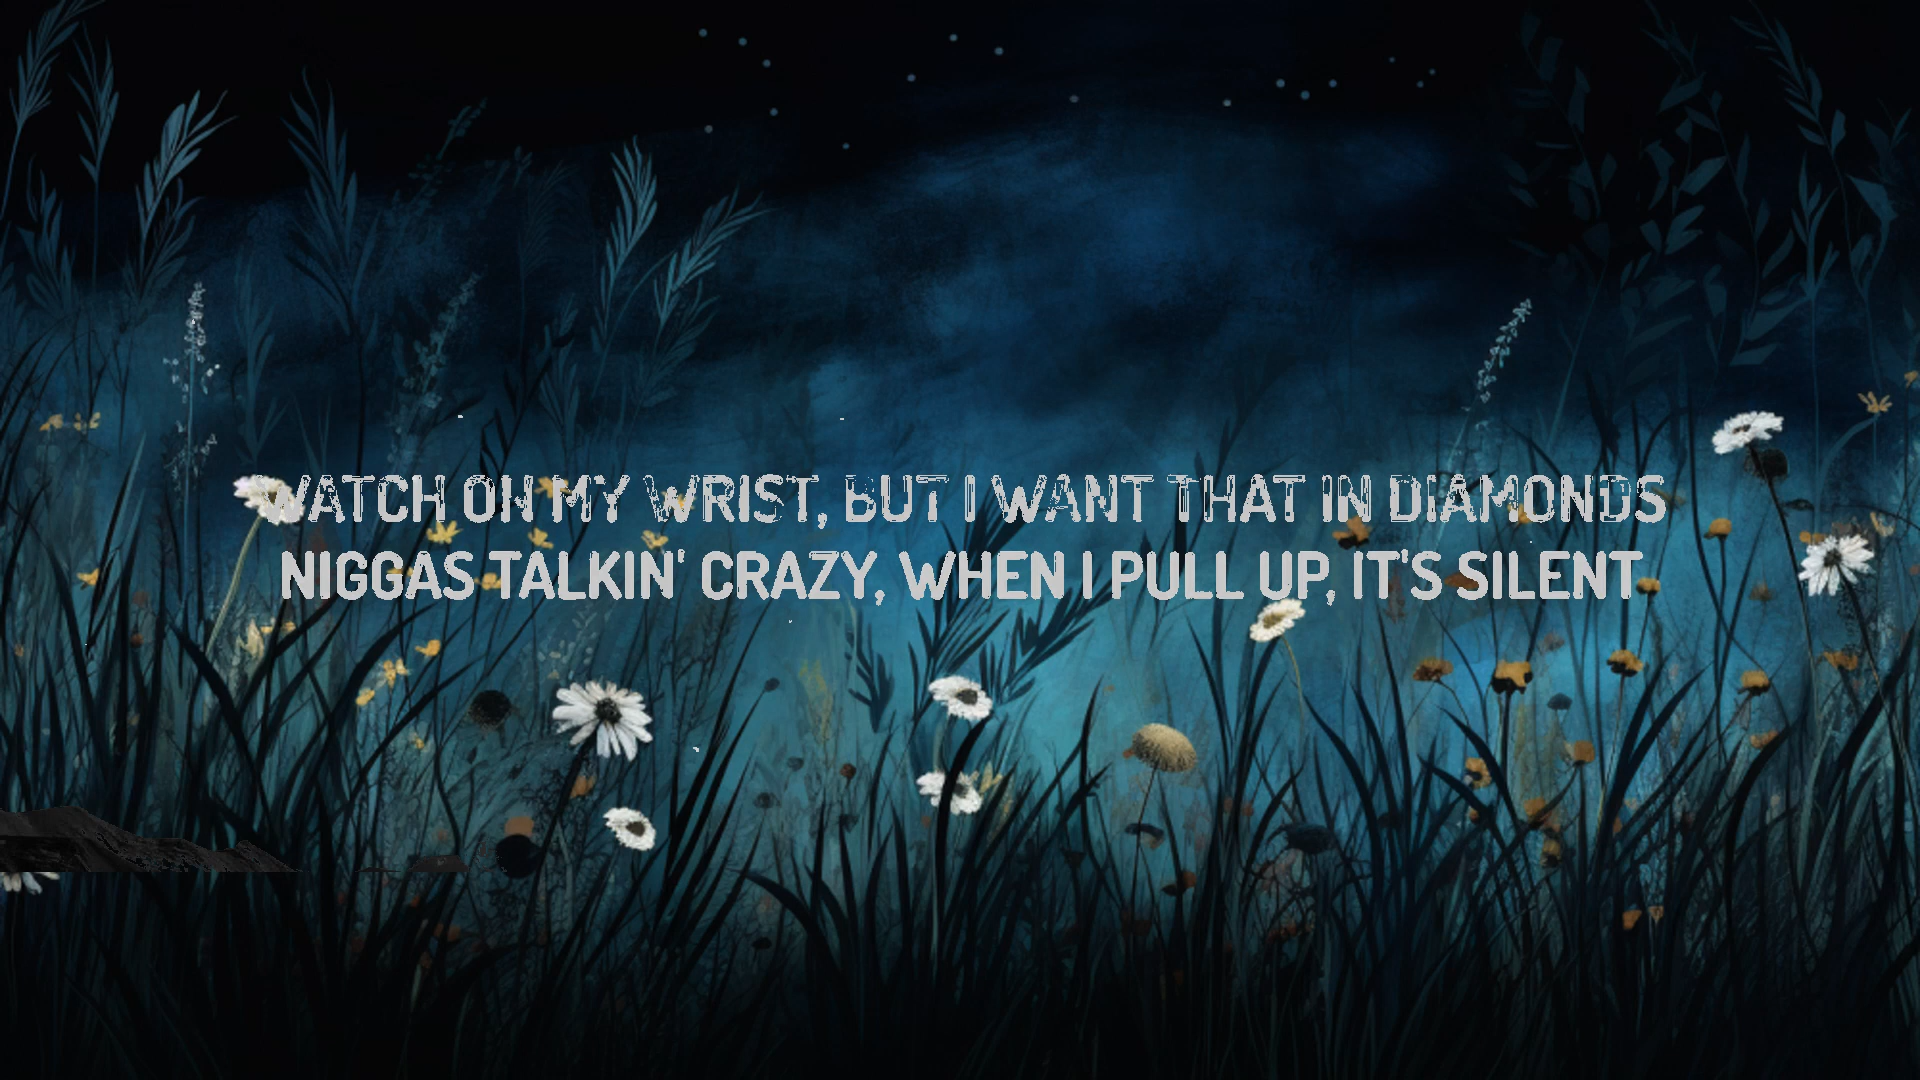 WATCH ON MY WRIST, BUT I WANT THAT IN DIAMONDS
NIGGAS TALKIN' CRAZY, WHEN I PULL UP, IT'S SILENT